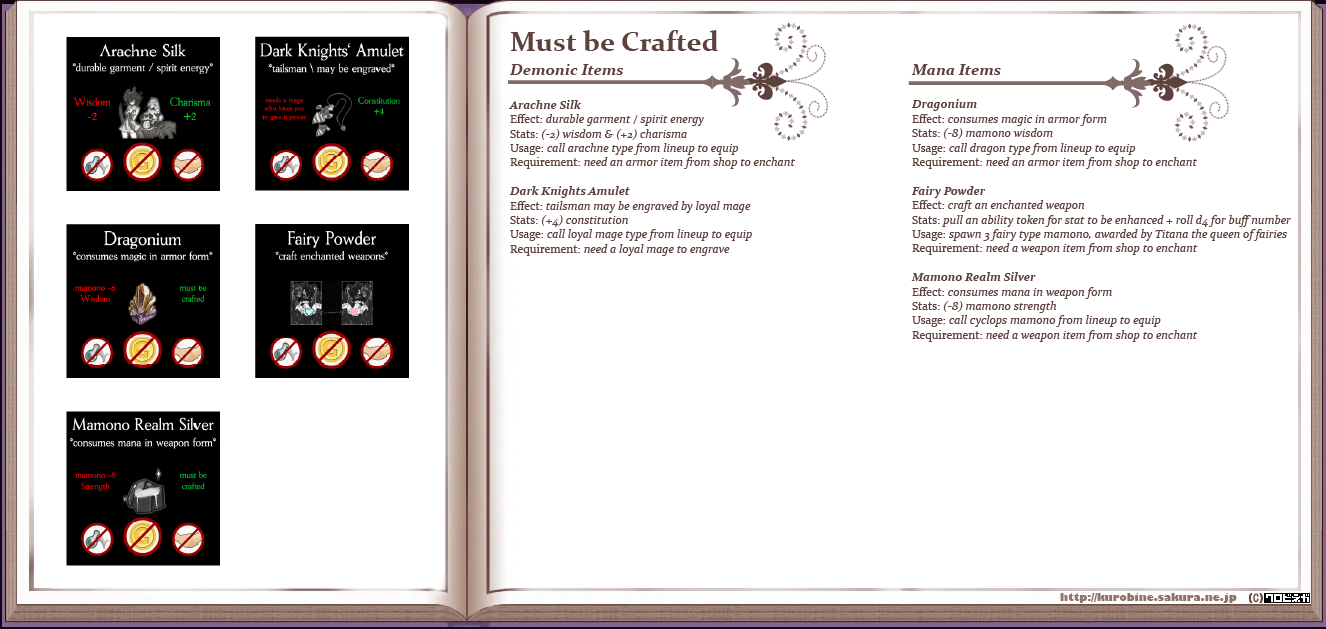 Arachne Silk
°durable garment / spirit energy°
Wisdom
-2
Charisma
+2
Dark Knights' Amulet
°tailsman \ may be engraved°
needs a mage
who loves you
to give it power
Constitution
+4
Dragonium
°consumes magic in armor form°
mamono -8
Wisdom
must be
crafted
Fairy Powder
°craft enchanted weapons°
Mamono Realm Silver
°consumes mana in weapon form°
mamono -8
Strength
must be
crafted
Must be Crafted
Demonic Items
Arachne Silk
Effect: durable garment / spirit energy
Stats: (-2) wisdom & (+2) charisma
Usage: call arachne type from lineup to equip
Requirement: need an armor item from shop to enchant
Dark Knights Amulet
Effect: tailsman may be engraved by loyal mage
Stats: (+4) constitution
Usage: call loyal mage type from lineup to equip
Requirement: need a loyal mage to engrave
Mana Items
Dragonium
Effect: consumes magic in armor form
Stats: (-8) mamono wisdom
Usage: call dragon type from lineup to equip
Requirement: need an armor item from shop to enchant
Fairy Powder
Effect: craft an enchanted weapon
Stats: pull an ability token for stat to be enhanced + roll d4 for buff number
Usage: spawn 3 fairy type mamono, awarded by Titana the queen of fairies
Requirement: need a weapon item from shop to enchant
Mamono Realm Silver
Effect: consumes mana in weapon form
Stats: (-8) mamono strength
Usage: call cyclops mamono from lineup to equip
Requirement: need a weapon item from shop to enchant
http://kurobine.sakura.ne.jp (C)